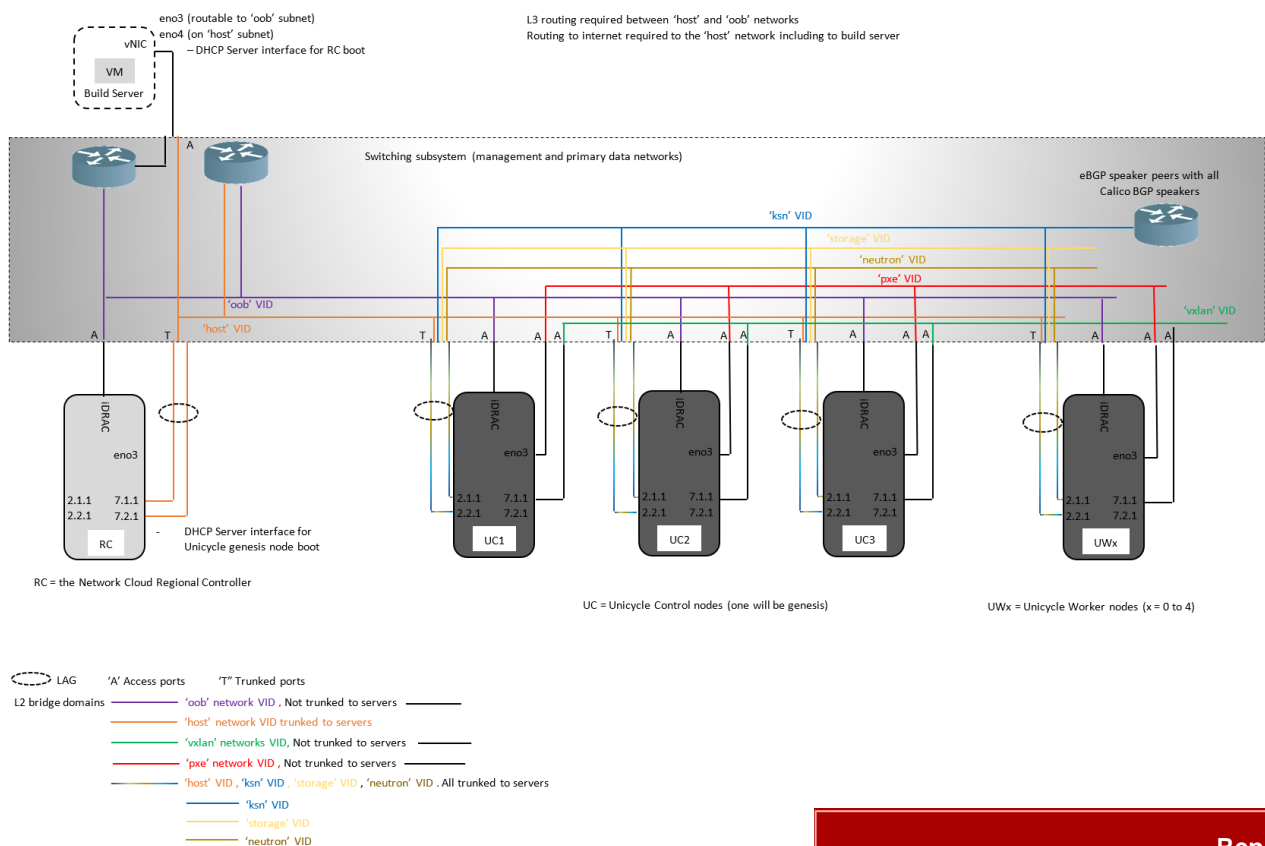 eno3 (routable to 'oob' subnet)
eno4 (on 'host' subnet)
– DHCP Server interface for RC boot
vNIC
VM
Build Server
L3 routing required between 'host' and 'oob' networks
Routing to internet required to the 'host' network including to build server
A
Switching subsystem (management and primary data networks)
eBGP speaker peers with all
Calico BGP speakers
'ksn' VID
'storage' VID
'neutron' VID
'pxe' VID
'oob' VID
'vxlan' VID
'host' VID
A
T
T
A
A
A
T
A
A
A
T
A
A
A
T
A
A
A
iDRAC
eno3
2.1.1 7.1.1
2.2.1 7.2.1
RC
- DHCP Server interface for
Unicycle genesis node boot
iDRAC
eno3
2.1.1 7.1.1
2.2.1 7.2.1
UC1
iDRAC
eno3
2.1.1 7.1.1
2.2.1 7.2.1
UC2
iDRAC
eno3
2.1.1 7.1.1
2.2.1 7.2.1
UC3
iDRAC
eno3
2.1.1 7.1.1
2.2.1 7.2.1
UWx
RC = the Network Cloud Regional Controller
UC = Unicycle Control nodes (one will be genesis)
UWx = Unicycle Worker nodes (x = 0 to 4)
LAG 'A' Access ports 'T" Trunked ports
L2 bridge domains 'oob' network VID , Not trunked to servers
'host' network VID trunked to servers
'vxlan' networks VID, Not trunked to servers
'pxe' network VID , Not trunked to servers
'host' VID , 'ksn' VID , 'storage' VID , 'neutron' VID . All trunked to servers
'ksn' VID
'storage' VID
'neutron' VID